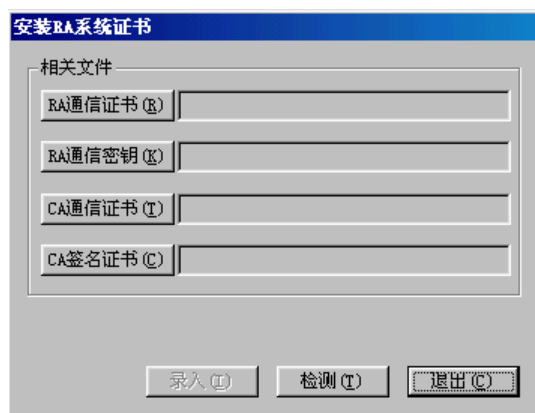 安装RA系统证书
相关文件
RA通信证书(R)
RA通信密钥(K)
CA通信证书(T)
CA签名证书(C)
录入(I) 检测(T) 退出(C)